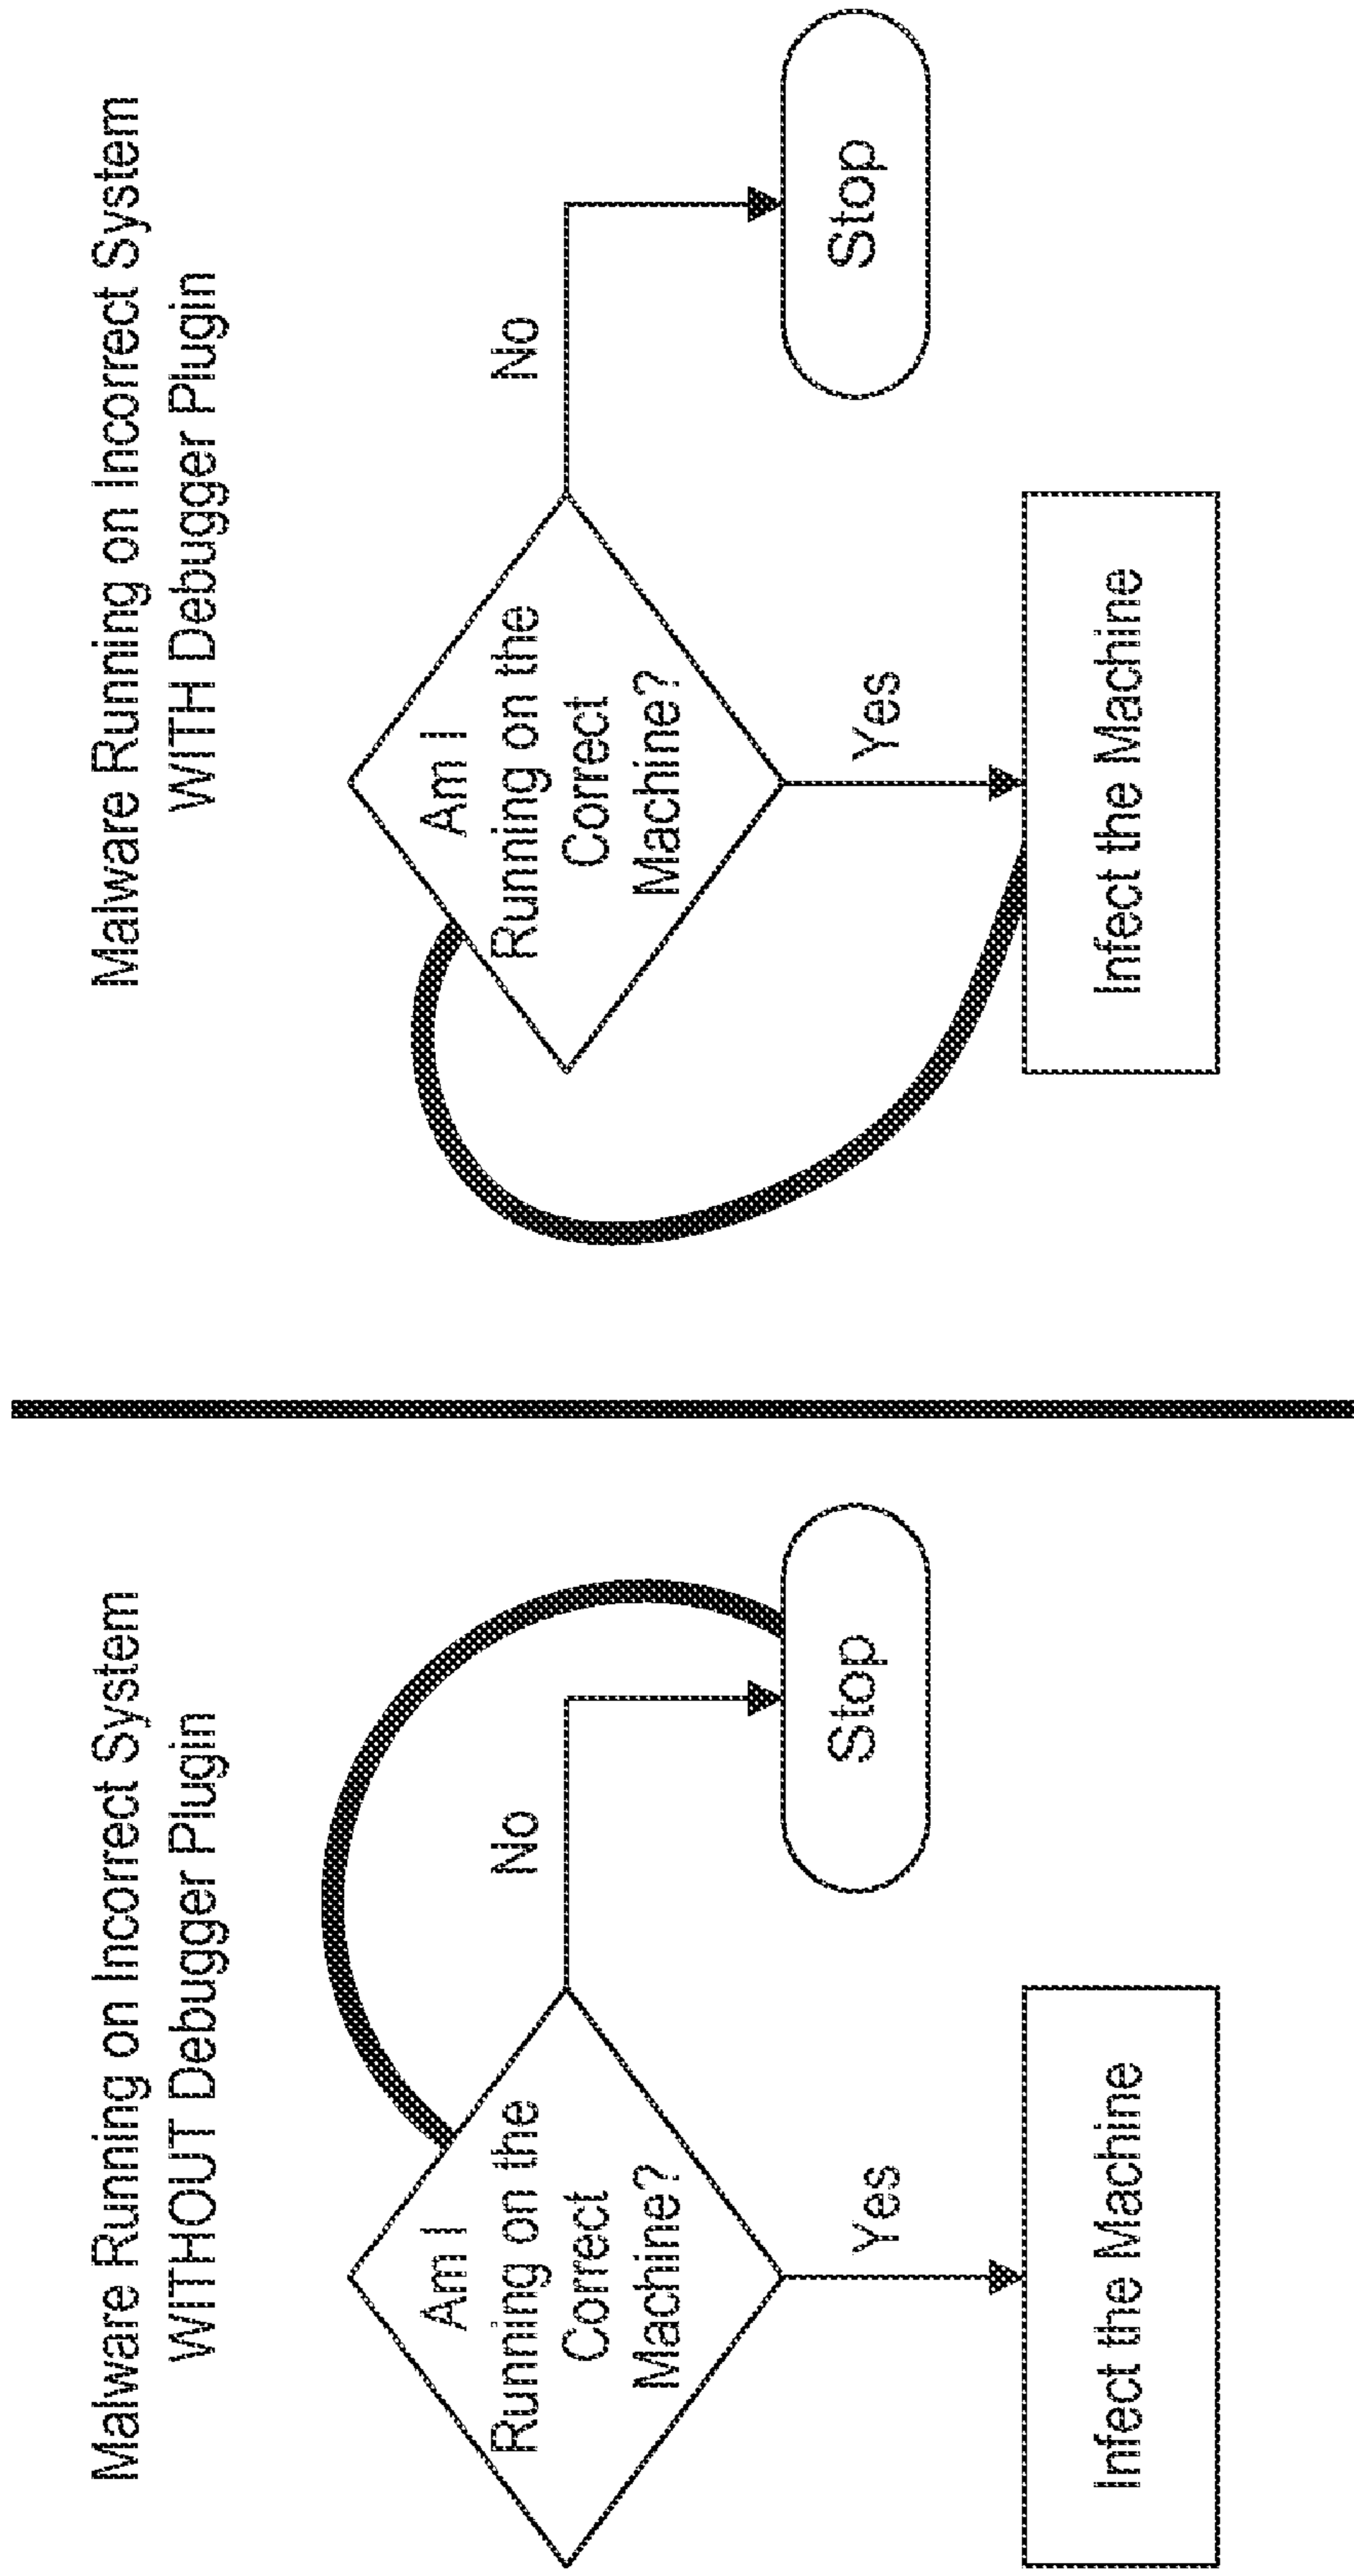 Malware Running on Incorrect System
WITHOUT Debugger Plugin
Am I
Running on the
Correct
Machine?
No
Yes
Stop
Infect the Machine
Malware Running on Incorrect System
WITH Debugger Plugin
Am I
Running on the
Correct
Machine?
No
Yes
Stop
Infect the Machine